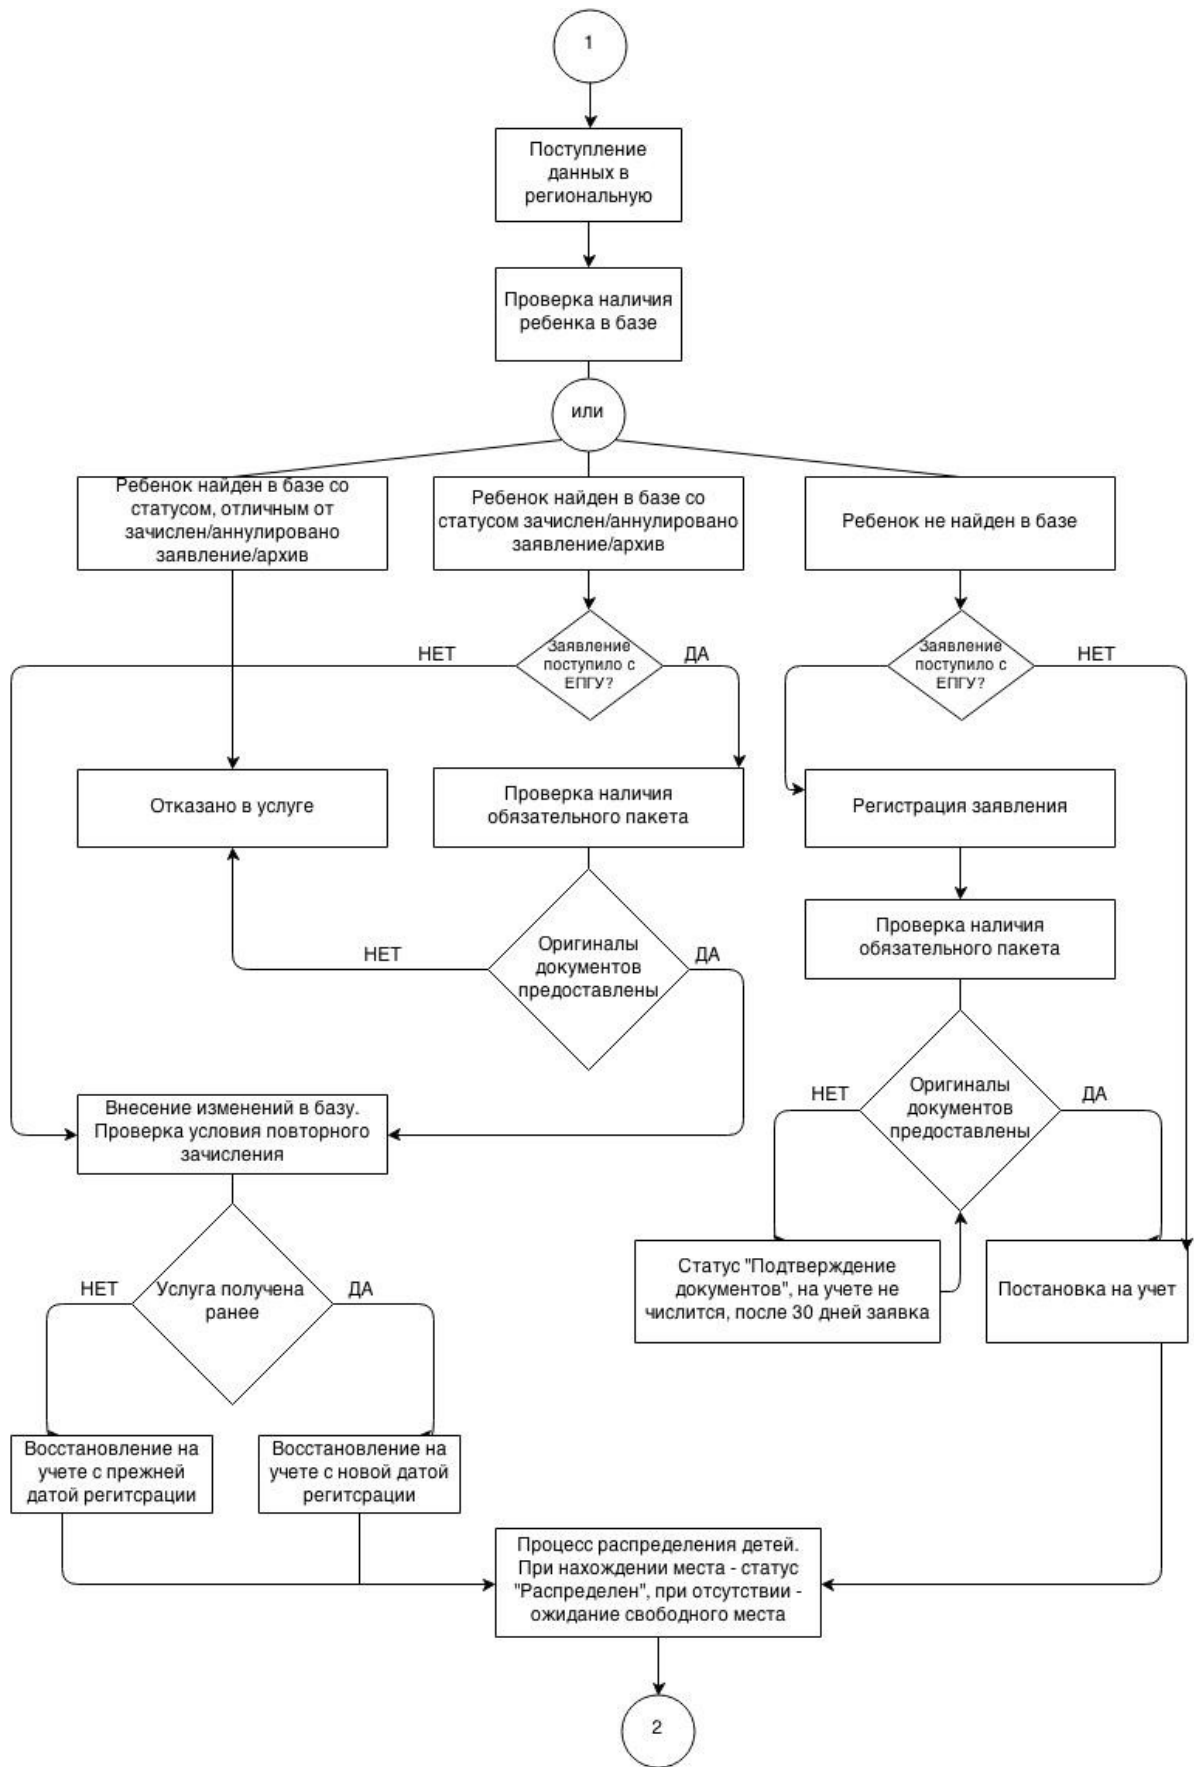 1
Поступление
данных в
региональную
Проверка наличия
ребенка в базе
или
Ребенок найден в базе со
статусом, отличным от
зачислен/аннулировано
заявление/архив
Ребенок найден в базе со
статусом зачислен/аннулировано
заявление/архив
Ребенок не найден в базе
НЕТ
Заявление
поступило с
ЕПГУ?
ДА
Заявление
поступило с
ЕПГУ?
НЕТ
Отказано в услуге
Проверка наличия
обязательного пакета
Регистрация заявления
НЕТ
Оригиналы
документов
предоставлены
ДА
Проверка наличия
обязательного пакета
Внесение изменений в базу.
Проверка условия повторного
зачисления
НЕТ
Оригиналы
документов
предоставлены
ДА
НЕТ
Услуга получена
ранее
ДА
Статус "Подтверждение
документов", на учете не
числится, после 30 дней заявка
Постановка на учет
Восстановление на
учете с прежней
датой регитсрации
Восстановление на
учете с новой датой
регитсрации
Процесс распределения детей.
При нахождении места - статус
"Распределен", при отсутствии -
ожидание свободного места
2